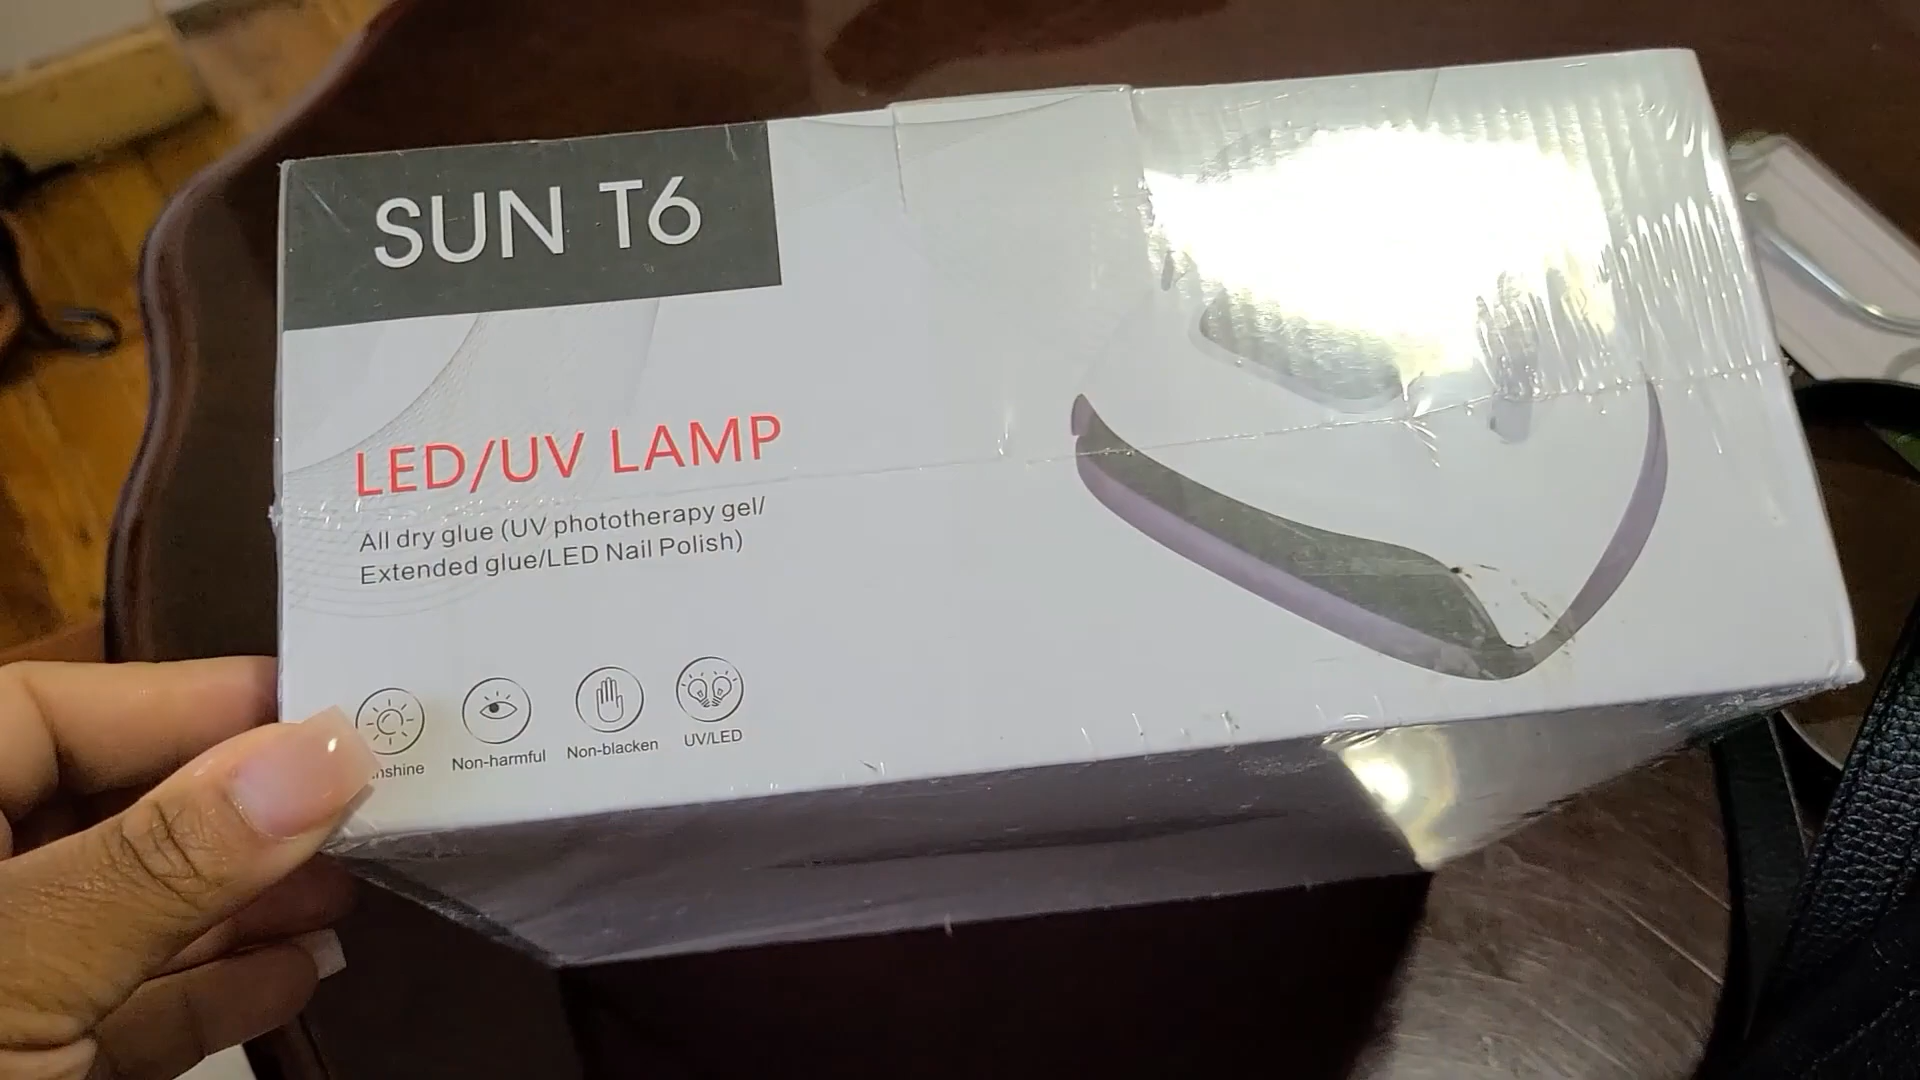 SUN T6
LED/UV LAMP
All dry glue (UV phototherapy gel/
Extended glue/LED Nail Polish)
Non-harmful
Non-blacken
UV/LED